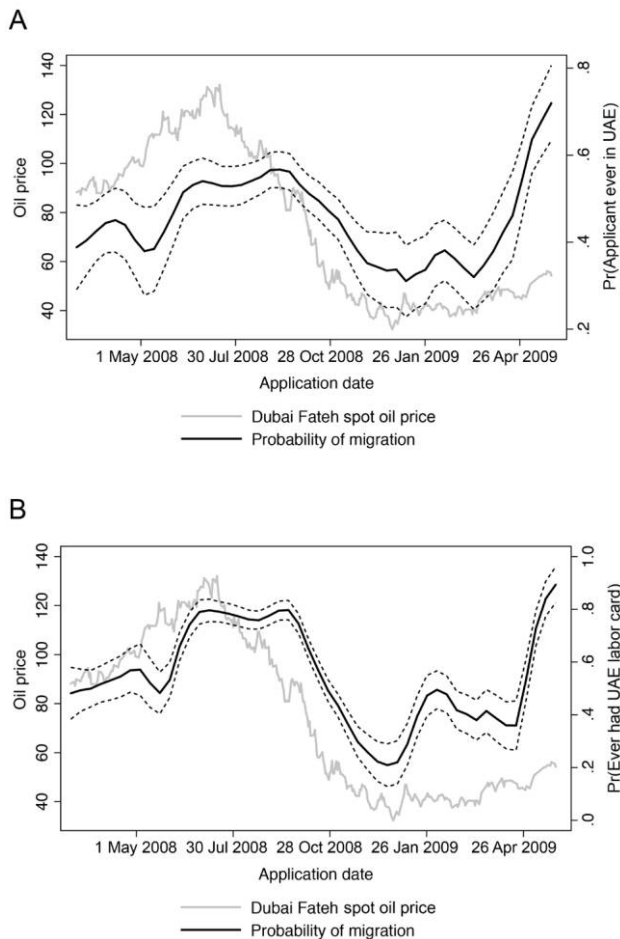 A
140
120
100
80
60
40
Oil price
.8
.6
.4
.2
Pr(Applicant ever in UAE)
1 May 2008 30 Jul 2008 28 Oct 2008 26 Jan 2009 26 Apr 2009
Application date
Dubai Fateh spot oil price
Probability of migration
B
140
120
100
80
60
40
Oil price
1.0
.8
.6
.4
.2
.0
Pr(Ever had UAE labor card)
1 May 2008 30 Jul 2008 28 Oct 2008 26 Jan 2009 26 Apr 2009
Application date
Dubai Fateh spot oil price
Probability of migration